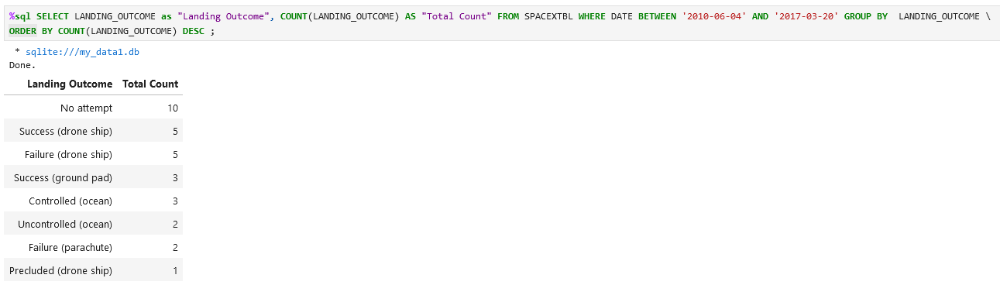 %sql SELECT LANDING_OUTCOME as "Landing Outcome", COUNT(LANDING_OUTCOME) AS "Total Count" FROM SPACEXTBL WHERE DATE BETWEEN '2010-06-04' AND '2017-03-20' GROUP BY  LANDING_OUTCOME \
ORDER BY COUNT(LANDING_OUTCOME) DESC ;
* sqlite:///my_data1.db
Done.
Landing Outcome Total Count
No attempt 10
Success (drone ship) 5
Failure (drone ship) 5
Success (ground pad) 3
Controlled (ocean) 3
Uncontrolled (ocean) 2
Failure (parachute) 2
Precluded (drone ship) 1